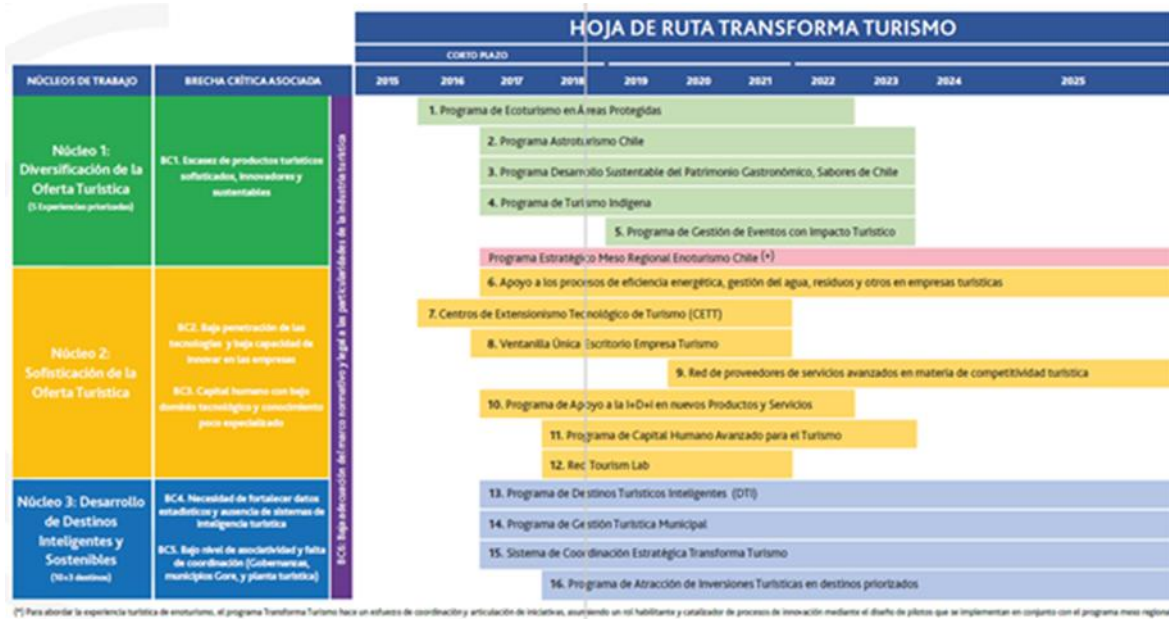 HOJA DE RUTA TRANSFORMA TURISMO
CORTO PLAZO
NÚCLEOS DE TRABAJO
BRECHA CRÍTICA ASOCIADA
2015 2016 2017 2018 2019 2020 2021 2022 2023 2024 2025
Núcleo 1:
Diversificación de la
Oferta Turística
(5 Experiencias priorizadas)
BC1. Escasez de productos turísticos
sofisticados, innovadores y
sustentables
BC6: Baja adecuación del marco normativo y legal a las particularidades de la industria turística
1. Programa de Ecoturismo en Áreas Protegidas
2. Programa Astroturismo Chile
3. Programa Desarrollo Sustentable del Patrimonio Gastronómico, Sabores de Chile
4. Programa de Turismo Indígena
5. Programa de Gestión de Eventos con Impacto Turístico
Programa Estratégico Meso Regional Enoturismo Chile (*)
Núcleo 2:
Sofisticación de la
Oferta Turística
BC2. Baja penetración de las
tecnologías y baja capacidad de
innovar en las empresas
BC3. Capital humano con bajo
dominio tecnológico y conocimiento
poco especializado
6. Apoyo a los procesos de eficiencia energética, gestión del agua, residuos y otros en empresas turísticas
7. Centros de Extensionismo Tecnológico de Turismo (CETT)
8. Ventanilla Única Escritorio Empresa Turismo
9. Red de proveedores de servicios avanzados en materia de competitividad turística
10. Programa de Apoyo a la I+D+i en nuevos Productos y Servicios
11. Programa de Capital Humano Avanzado para el Turismo
12. Red Tourism Lab
Núcleo 3: Desarrollo
de Destinos
Inteligentes y
Sostenibles
(10+3 destinos)
BC4. Necesidad de fortalecer datos
estadísticos y ausencia de sistemas de
inteligencia turística
BC5. Bajo nivel de asociatividad y falta
de coordinación (Gobernanzas,
municipios Gore, y planta turística)
13. Programa de Destinos Turísticos Inteligentes (DTI)
14. Programa de Gestión Turística Municipal
15. Sistema de Coordinación Estratégica Transforma Turismo
16. Programa de Atracción de Inversiones Turísticas en destinos priorizados
(*) Para abordar la experiencia turística de enoturismo, el programa Transforma Turismo hace un esfuerzo de coordinación y articulación de iniciativas, asumiendo un rol habilitante y catalizador de procesos de innovación mediante el diseño de pilotos que se implementan en conjunto con el programa meso regional